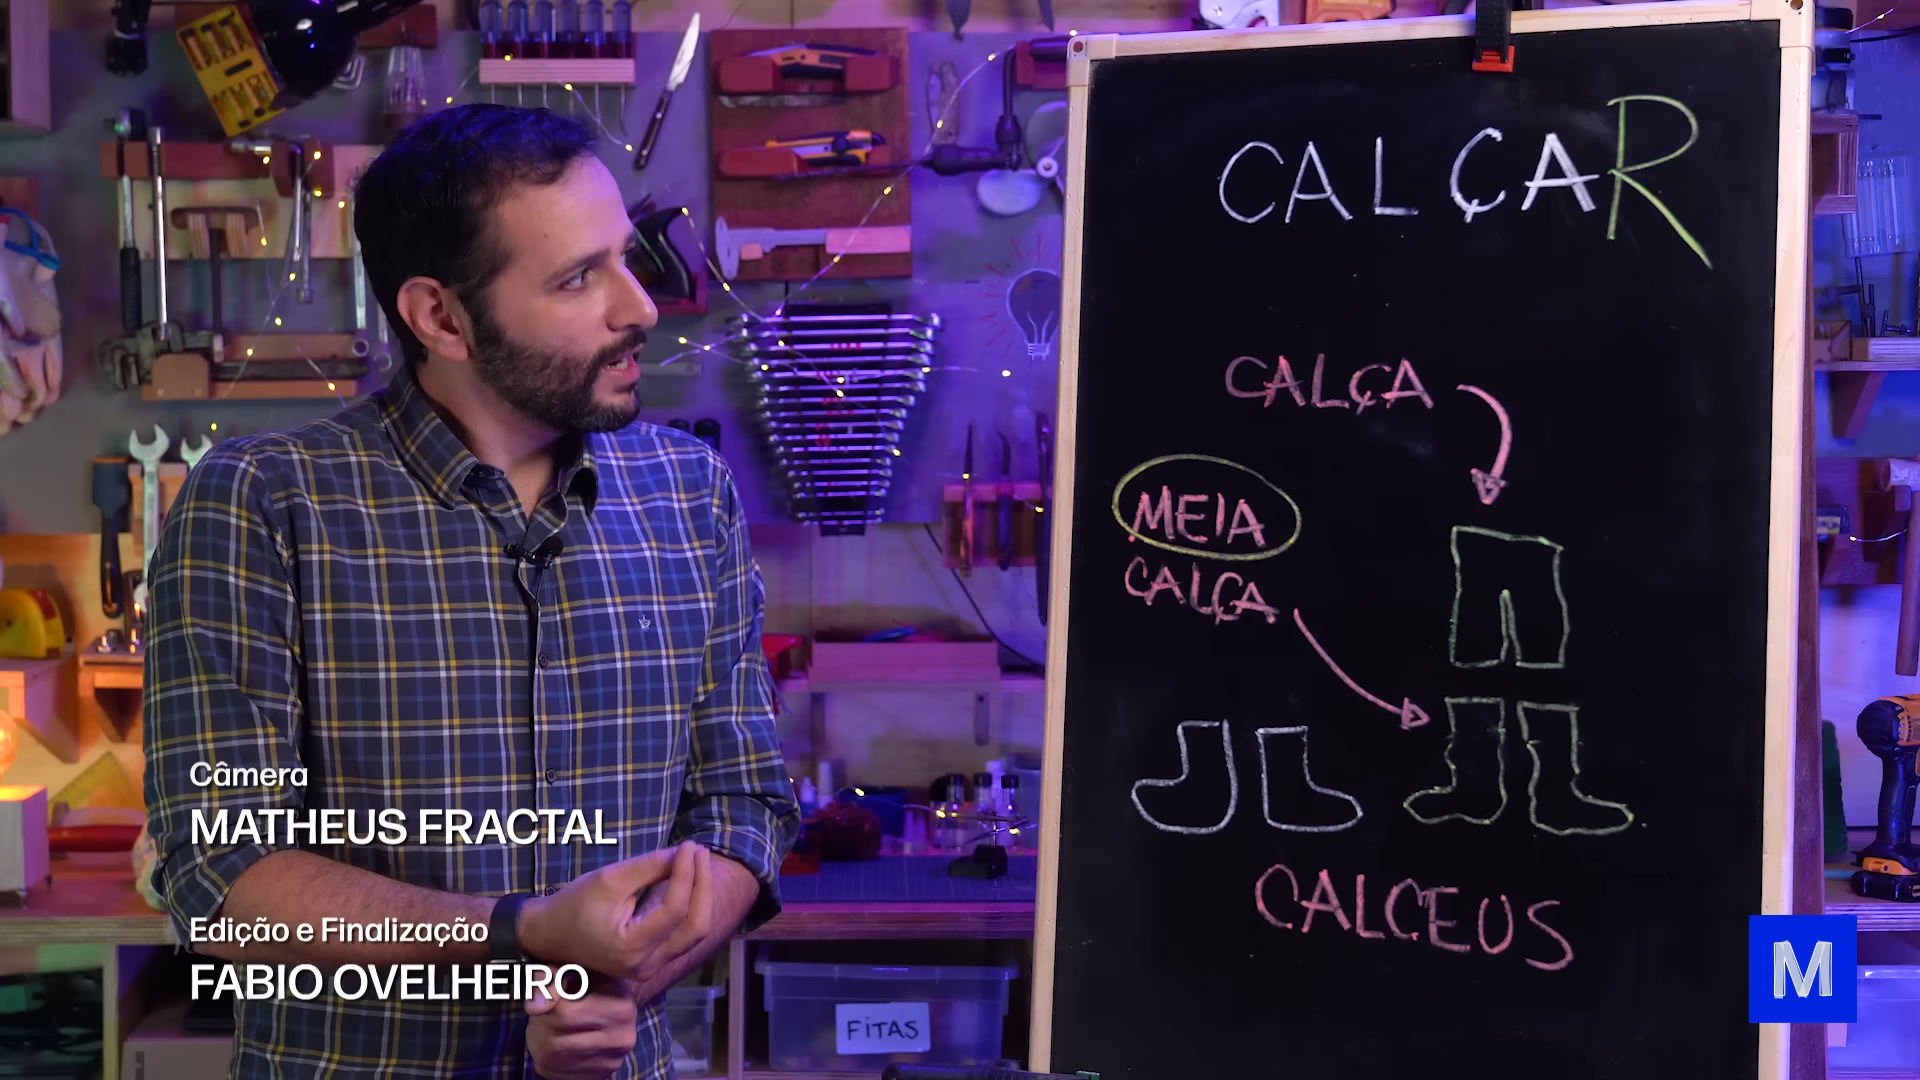 CALÇAR
CALÇA
MEIA
CALÇA
CALCEUS
Câmera
MATHEUS FRACTAL
Edição e Finalização
FABIO OVELHEIRO
FITAS
M